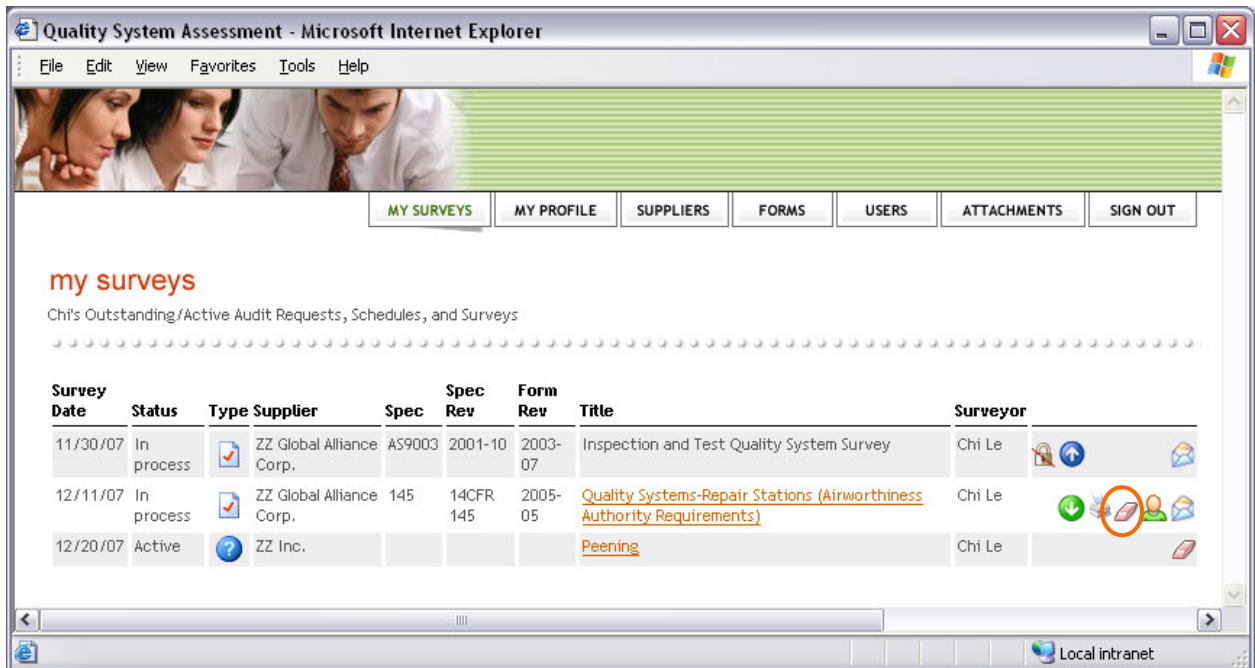 Quality System Assessment - Microsoft Internet Explorer
File Edit View Favorites Tools Help
MY SURVEYS MY PROFILE SUPPLIERS FORMS USERS ATTACHMENTS SIGN OUT
my surveys
Chi's Outstanding/Active Audit Requests, Schedules, and Surveys
Survey Date Status Type Supplier Spec Spec Rev Form Rev Title Surveyor
11/30/07 In process ZZ Global Alliance Corp. AS9003 2001-10 2003-07 Inspection and Test Quality System Survey Chi Le
12/11/07 In process ZZ Global Alliance Corp. 145 14CFR 145 2005-05 Quality Systems-Repair Stations (Airworthiness Authority Requirements) Chi Le
12/20/07 Active ZZ Inc. Peening Chi Le
Local intranet